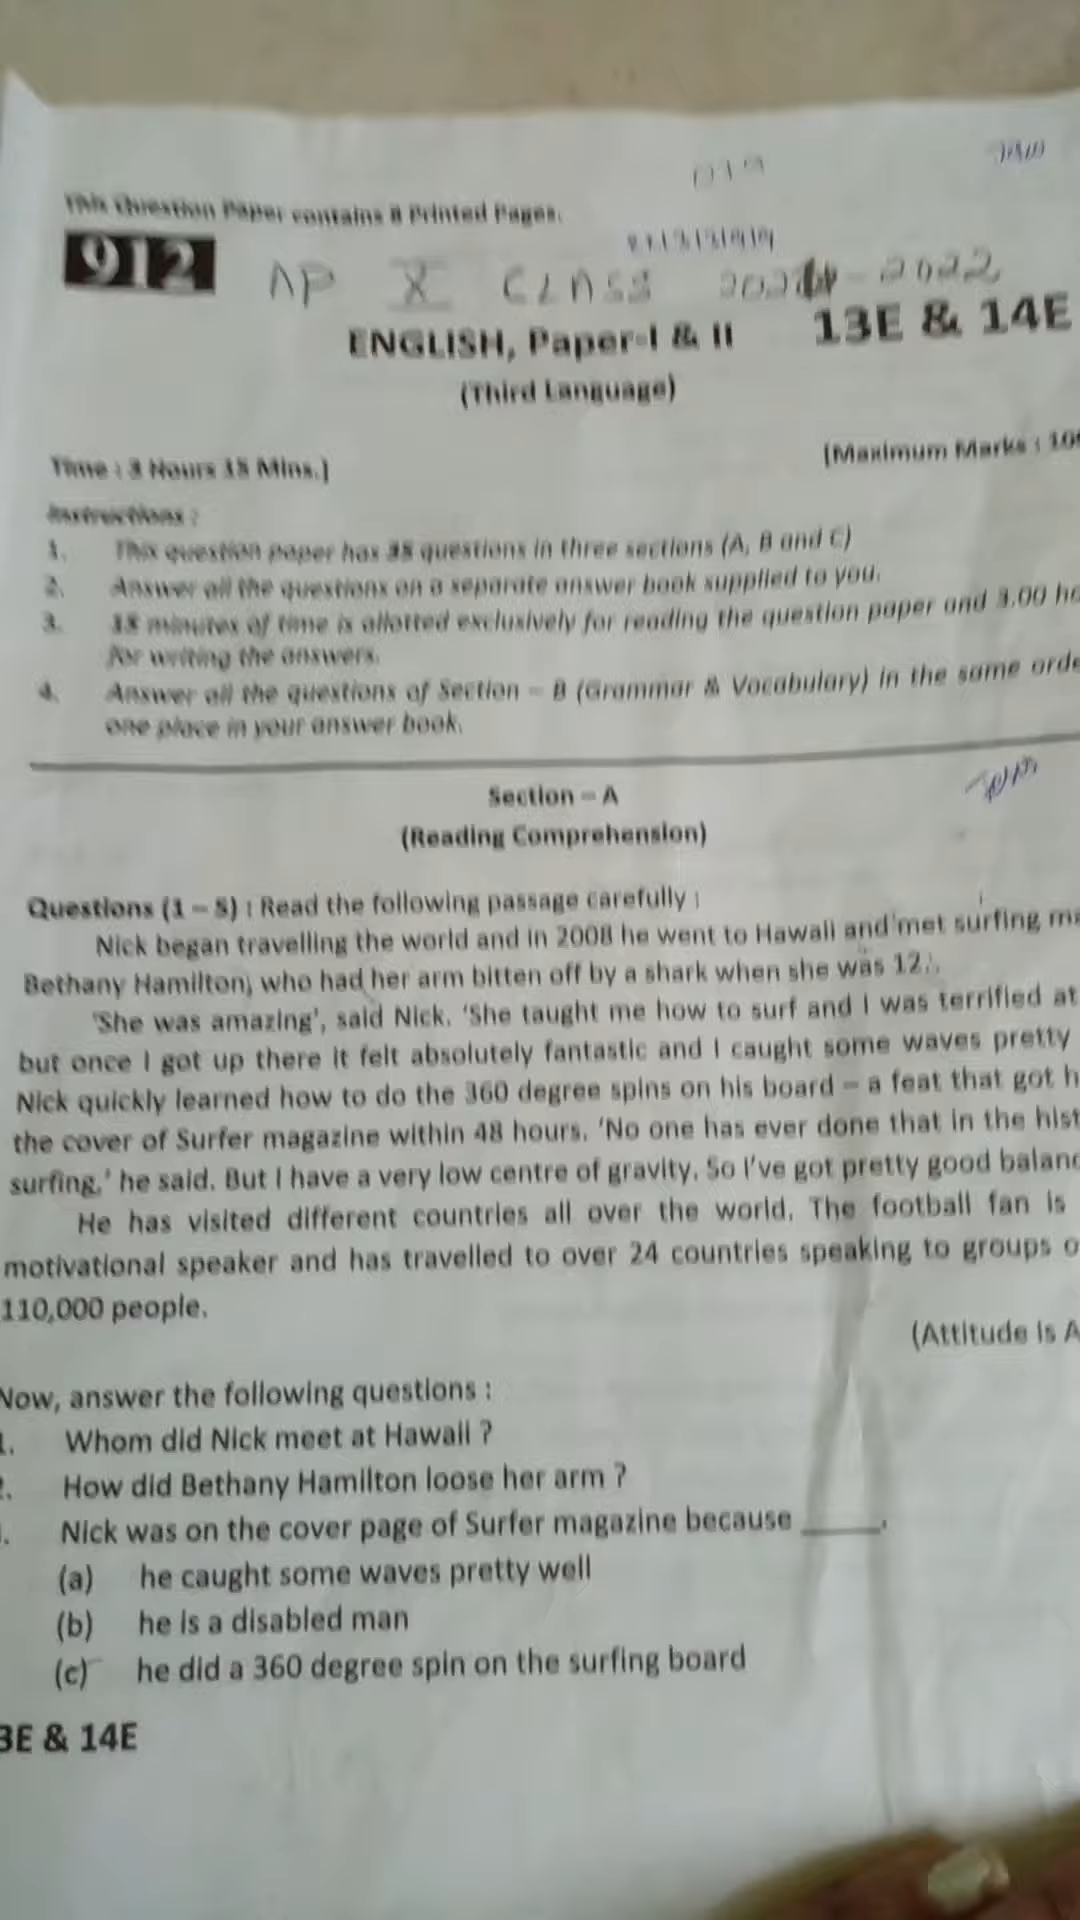 This Question Paper contains 8 Printed Pages.
912
AP X CLASS 2022
ENGLISH, Paper-I & II 13E & 14E
(Third Language)
Time : 3 Hours 15 Mins.] [Maximum Marks :
Instructions :
1. This question paper has 35 questions in three sections (A, B and C)
2. Answer all the questions on a separate answer book supplied to you.
3. 15 minutes of time is allotted exclusively for reading the question paper and 3.00
for writing the answers.
4. Answer all the questions of Section – B (Grammar & Vocabulary) in the same
one place in your answer book.
Section – A
(Reading Comprehension)
Questions (1 – 5) : Read the following passage carefully :
Nick began travelling the world and in 2008 he went to Hawaii and met surfing
Bethany Hamilton, who had her arm bitten off by a shark when she was 12.
'She was amazing', said Nick. 'She taught me how to surf and I was terrified at
but once I got up there it felt absolutely fantastic and I caught some waves pretty
Nick quickly learned how to do the 360 degree spins on his board – a feat that got
the cover of Surfer magazine within 48 hours. 'No one has ever done that in the
surfing.' he said. But I have a very low centre of gravity. So I've got pretty good
He has visited different countries all over the world. The football fan is
motivational speaker and has travelled to over 24 countries speaking to groups
110,000 people.
(Attitude is
Now, answer the following questions :
Whom did Nick meet at Hawaii ?
How did Bethany Hamilton loose her arm ?
Nick was on the cover page of Surfer magazine because ______.
(a) he caught some waves pretty well
(b) he is a disabled man
(c) he did a 360 degree spin on the surfing board
3E & 14E